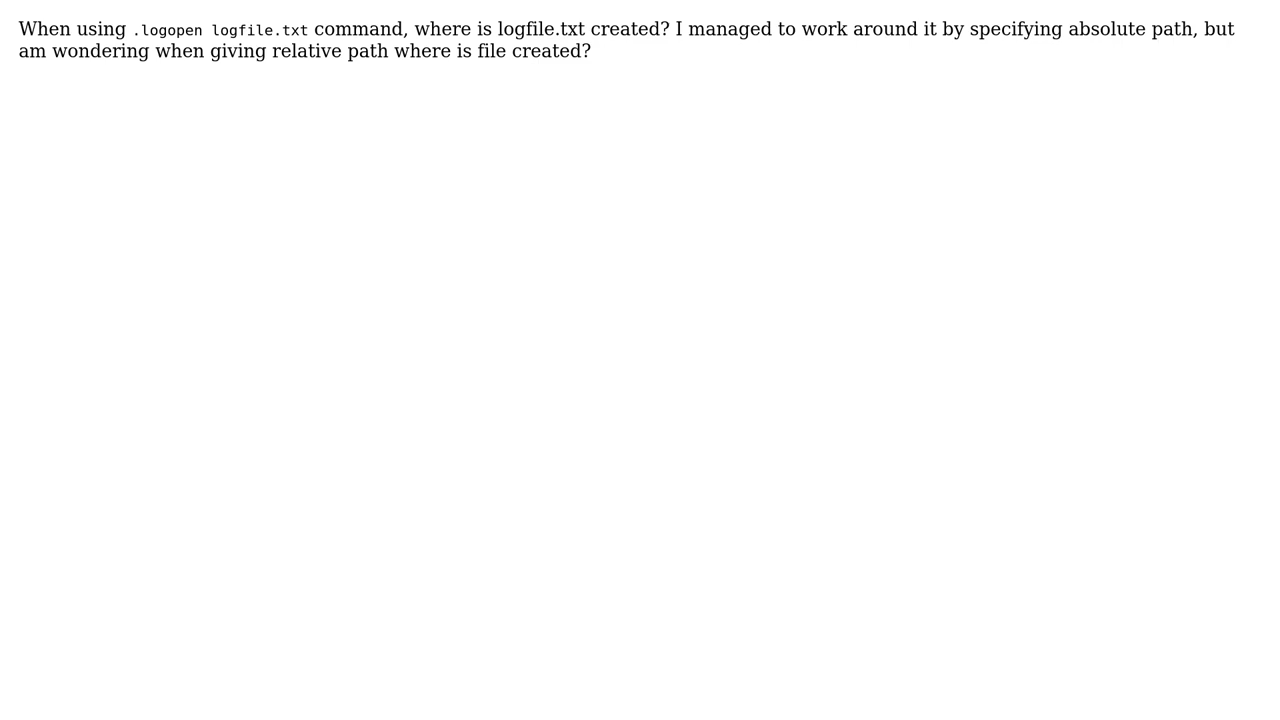 When using .logopen logfile.txt command, where is logfile.txt created? I managed to work around it by specifying absolute path, but
am wondering when giving relative path where is file created?